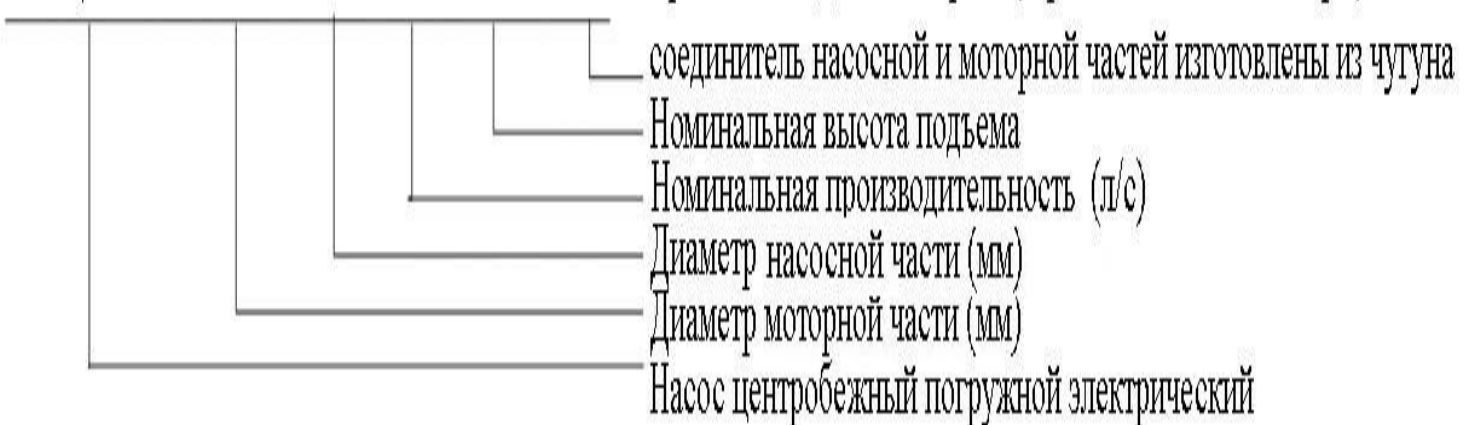 соединитель насосной и моторной частей изготовлены из чугуна
Номинальная высота подъема
Номинальная производительность (л/с)
Диаметр насосной части (мм)
Диаметр моторной части (мм)
Насос центробежный погружной электрический